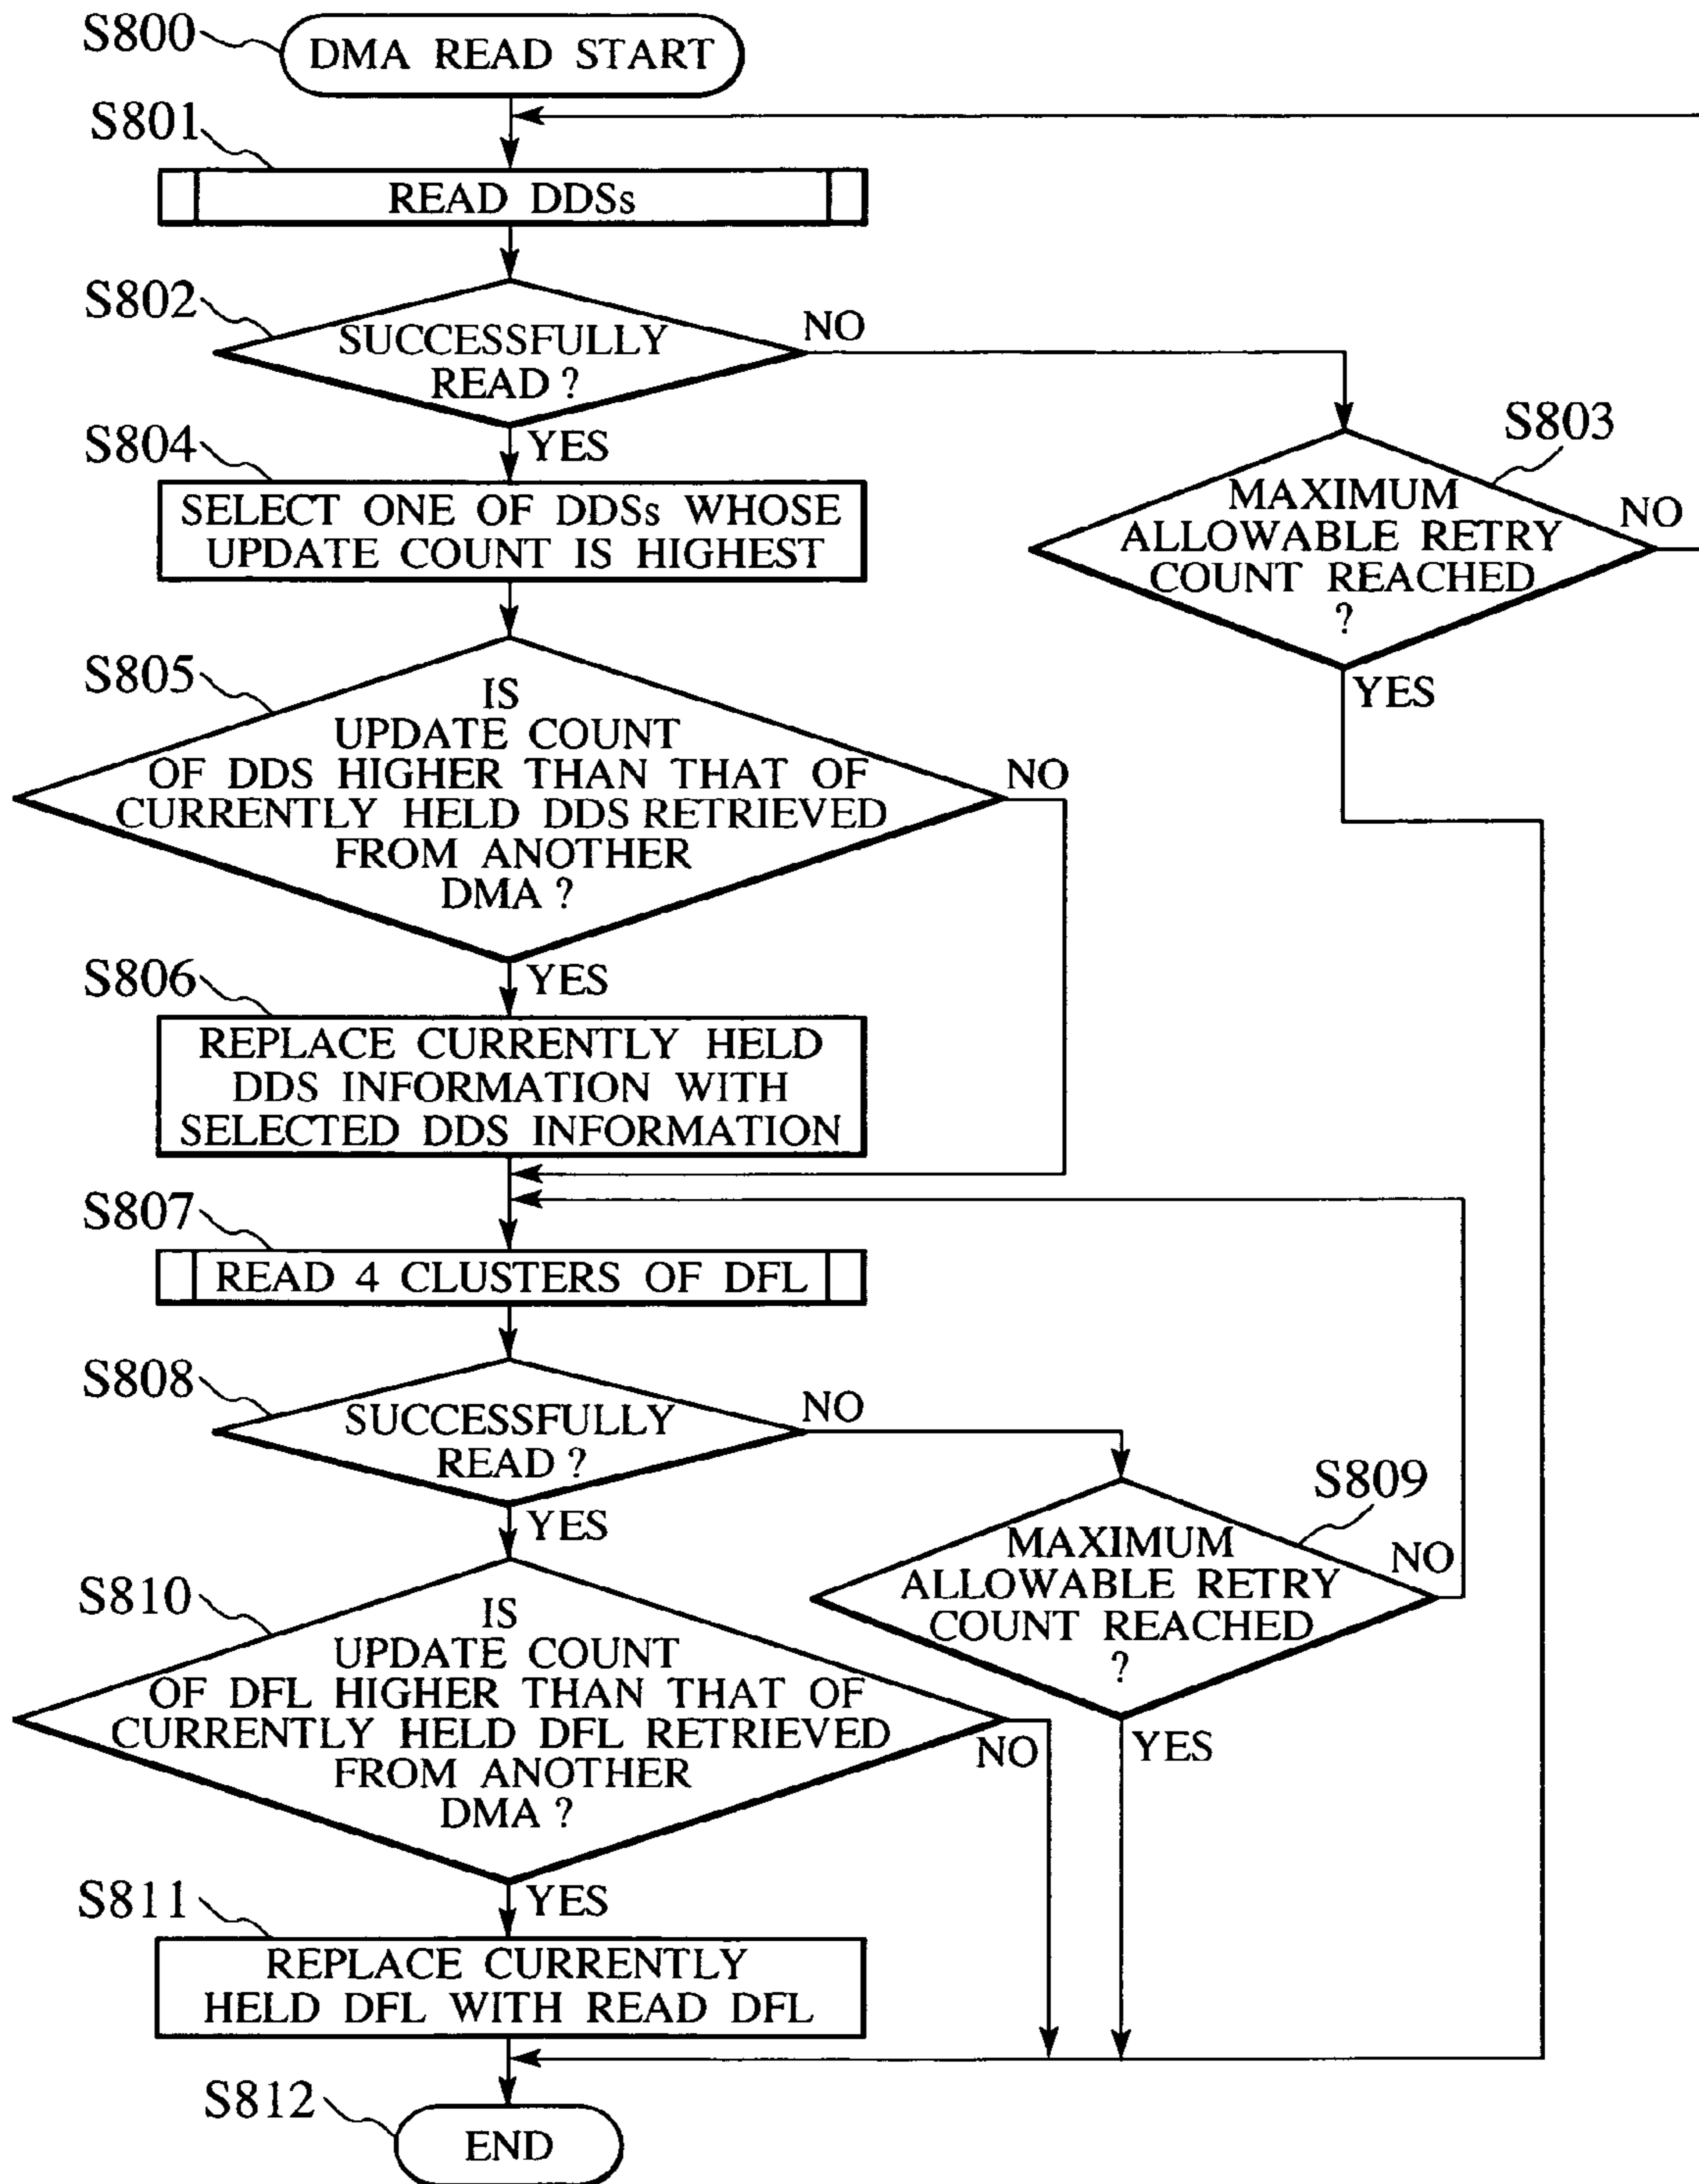 S800
DMA READ START
S801
READ DDSs
S802
SUCCESSFULLY
READ ?
NO
YES
S803
MAXIMUM
ALLOWABLE RETRY
COUNT REACHED
?
NO
YES
S804
SELECT ONE OF DDSs WHOSE
UPDATE COUNT IS HIGHEST
S805
IS
UPDATE COUNT
OF DDS HIGHER THAN THAT OF
CURRENTLY HELD DDS RETRIEVED
FROM ANOTHER
DMA ?
NO
YES
S806
REPLACE CURRENTLY HELD
DDS INFORMATION WITH
SELECTED DDS INFORMATION
S807
READ 4 CLUSTERS OF DFL
S808
SUCCESSFULLY
READ ?
NO
YES
S809
MAXIMUM
ALLOWABLE RETRY
COUNT REACHED
?
NO
YES
S810
IS
UPDATE COUNT
OF DFL HIGHER THAN THAT OF
CURRENTLY HELD DFL RETRIEVED
FROM ANOTHER
DMA ?
NO
YES
S811
REPLACE CURRENTLY
HELD DFL WITH READ DFL
S812
END